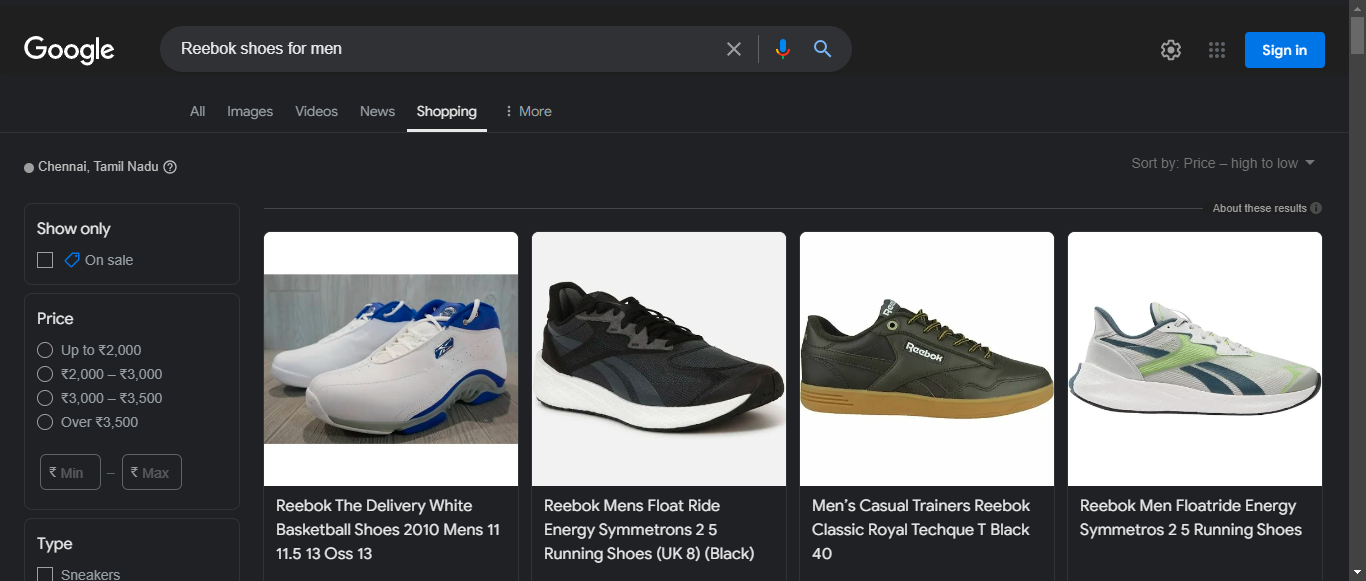 Google
Reebok shoes for men
Sign in
All
Images
Videos
News
Shopping
More
Chennai, Tamil Nadu
Sort by: Price – high to low
About these results
Show only
On sale
Price
Up to ₹2,000
₹2,000 – ₹3,000
₹3,000 – ₹3,500
Over ₹3,500
₹ Min – ₹ Max
Type
Sneakers
Reebok The Delivery White
Basketball Shoes 2010 Mens 11
11.5 13 Oss 13
Reebok Mens Float Ride
Energy Symmetrons 2 5
Running Shoes (UK 8) (Black)
Reebok
Men’s Casual Trainers Reebok
Classic Royal Techque T Black
40
Reebok Men Floatride Energy
Symmetros 2 5 Running Shoes